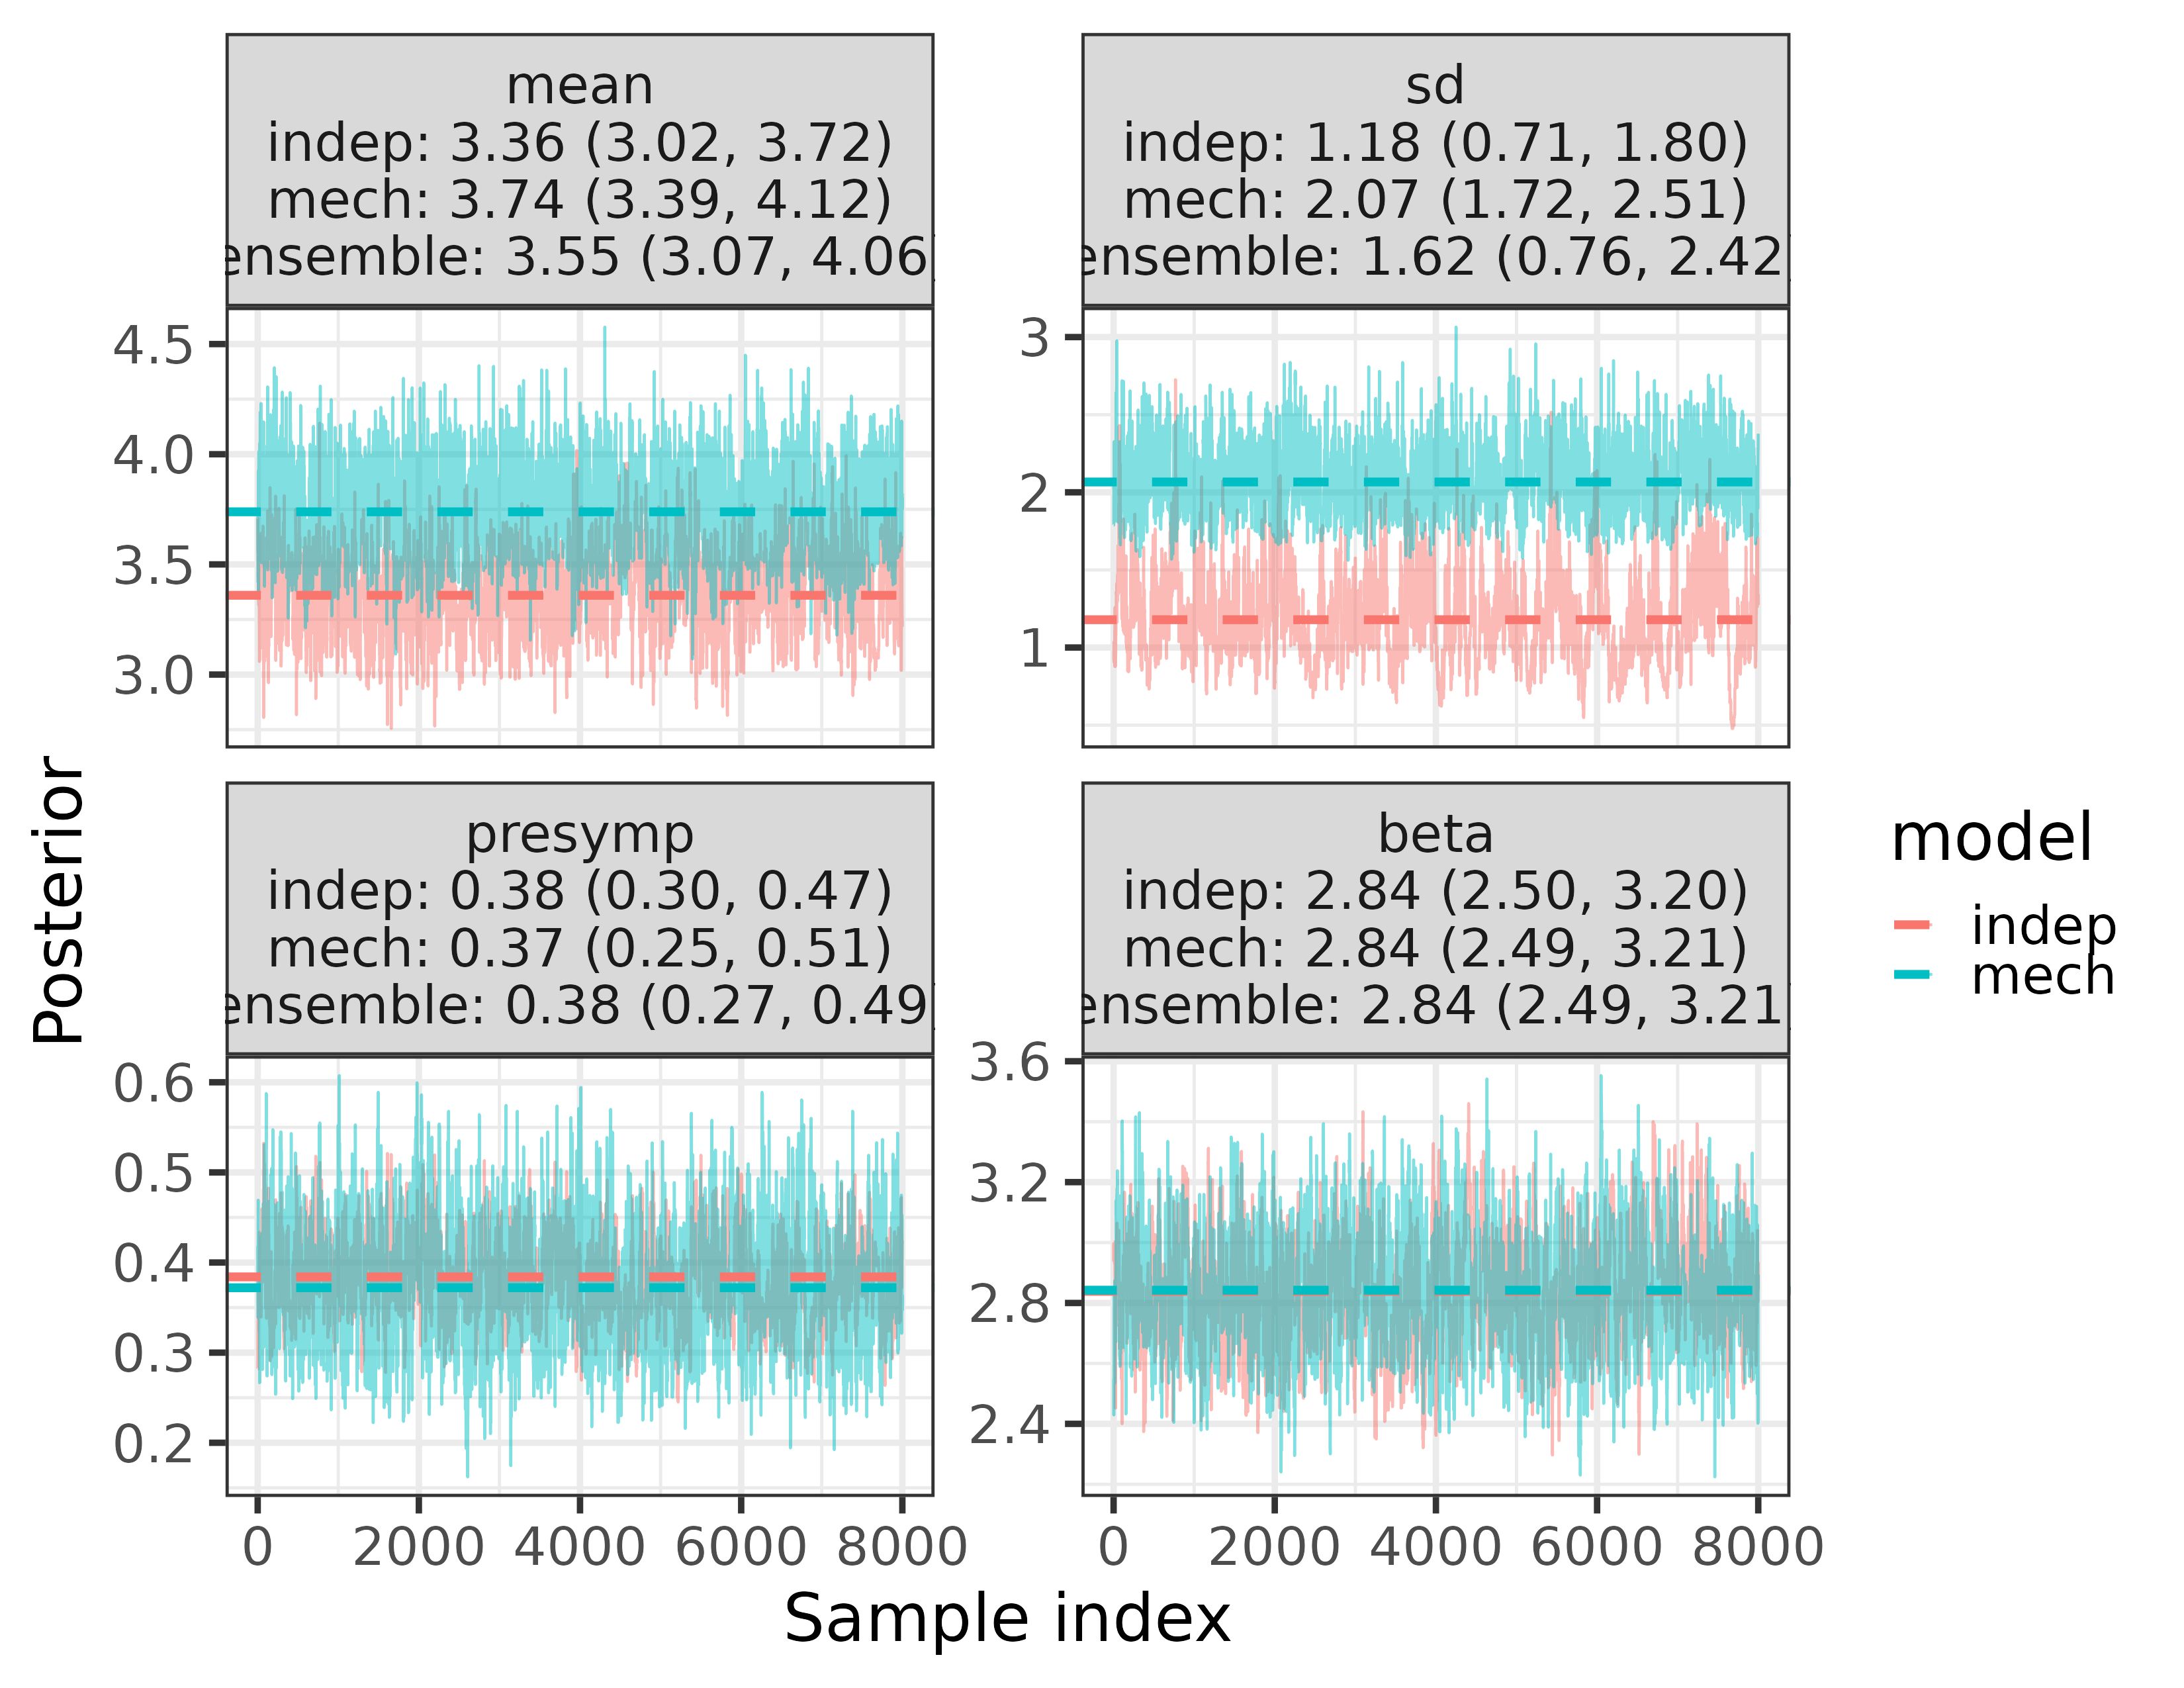 mean
indep: 3.36 (3.02, 3.72)
mech: 3.74 (3.39, 4.12)
ensemble: 3.55 (3.07, 4.06
sd
indep: 1.18 (0.71, 1.80)
mech: 2.07 (1.72, 2.51)
ensemble: 1.62 (0.76, 2.42
4.5
4.0
3.5
3.0
3
2
1
presymp
indep: 0.38 (0.30, 0.47)
mech: 0.37 (0.25, 0.51)
ensemble: 0.38 (0.27, 0.49
beta
indep: 2.84 (2.50, 3.20)
mech: 2.84 (2.49, 3.21)
ensemble: 2.84 (2.49, 3.21
0.6
0.5
0.4
0.3
0.2
3.6
3.2
2.8
2.4
0 2000 4000 6000 8000
0 2000 4000 6000 8000
Sample index
Posterior
model
indep
mech